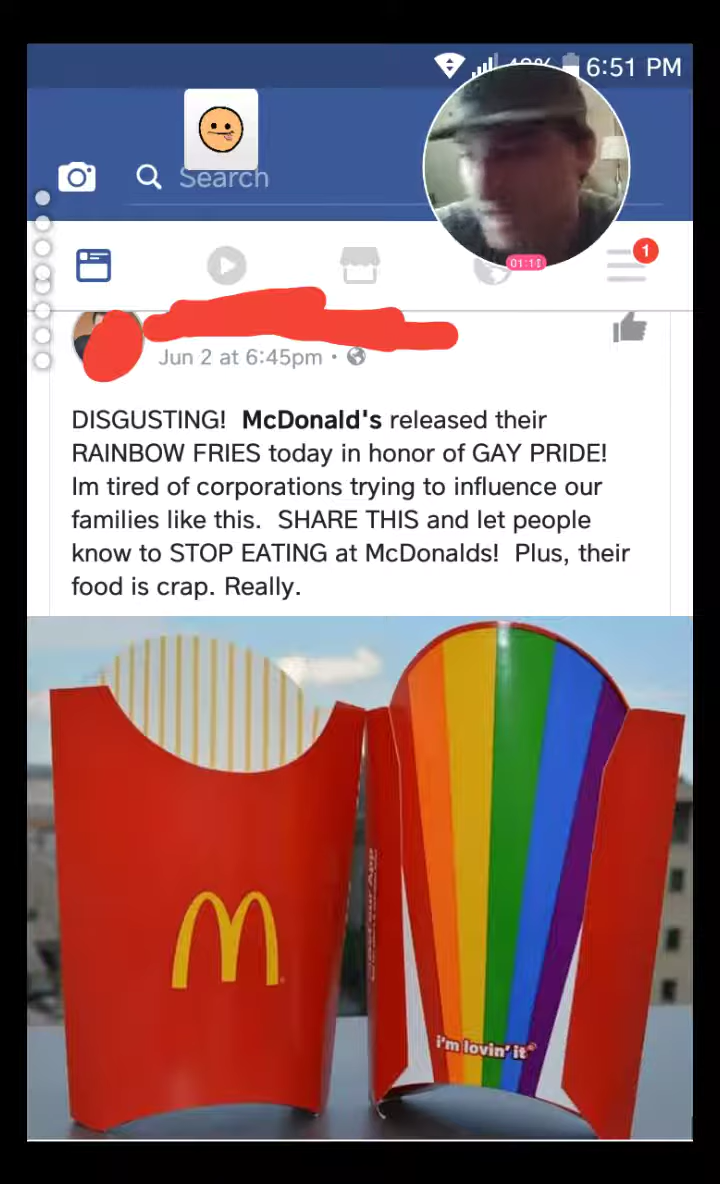 6:51 PM
Search
01:1
1
Jun 2 at 6:45pm
DISGUSTING! McDonald's released their
RAINBOW FRIES today in honor of GAY PRIDE!
Im tired of corporations trying to influence our
families like this. SHARE THIS and let people
know to STOP EATING at McDonalds! Plus, their
food is crap. Really.
M
i'm lovin' it